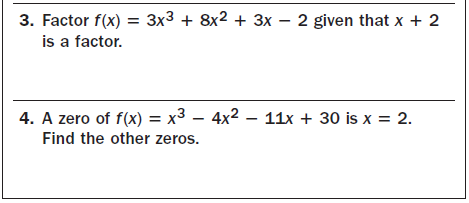 3. Factor f(x) = 3x³ + 8x² + 3x − 2 given that x + 2
is a factor.
4. A zero of f(x) = x³ − 4x² − 11x + 30 is x = 2.
Find the other zeros.